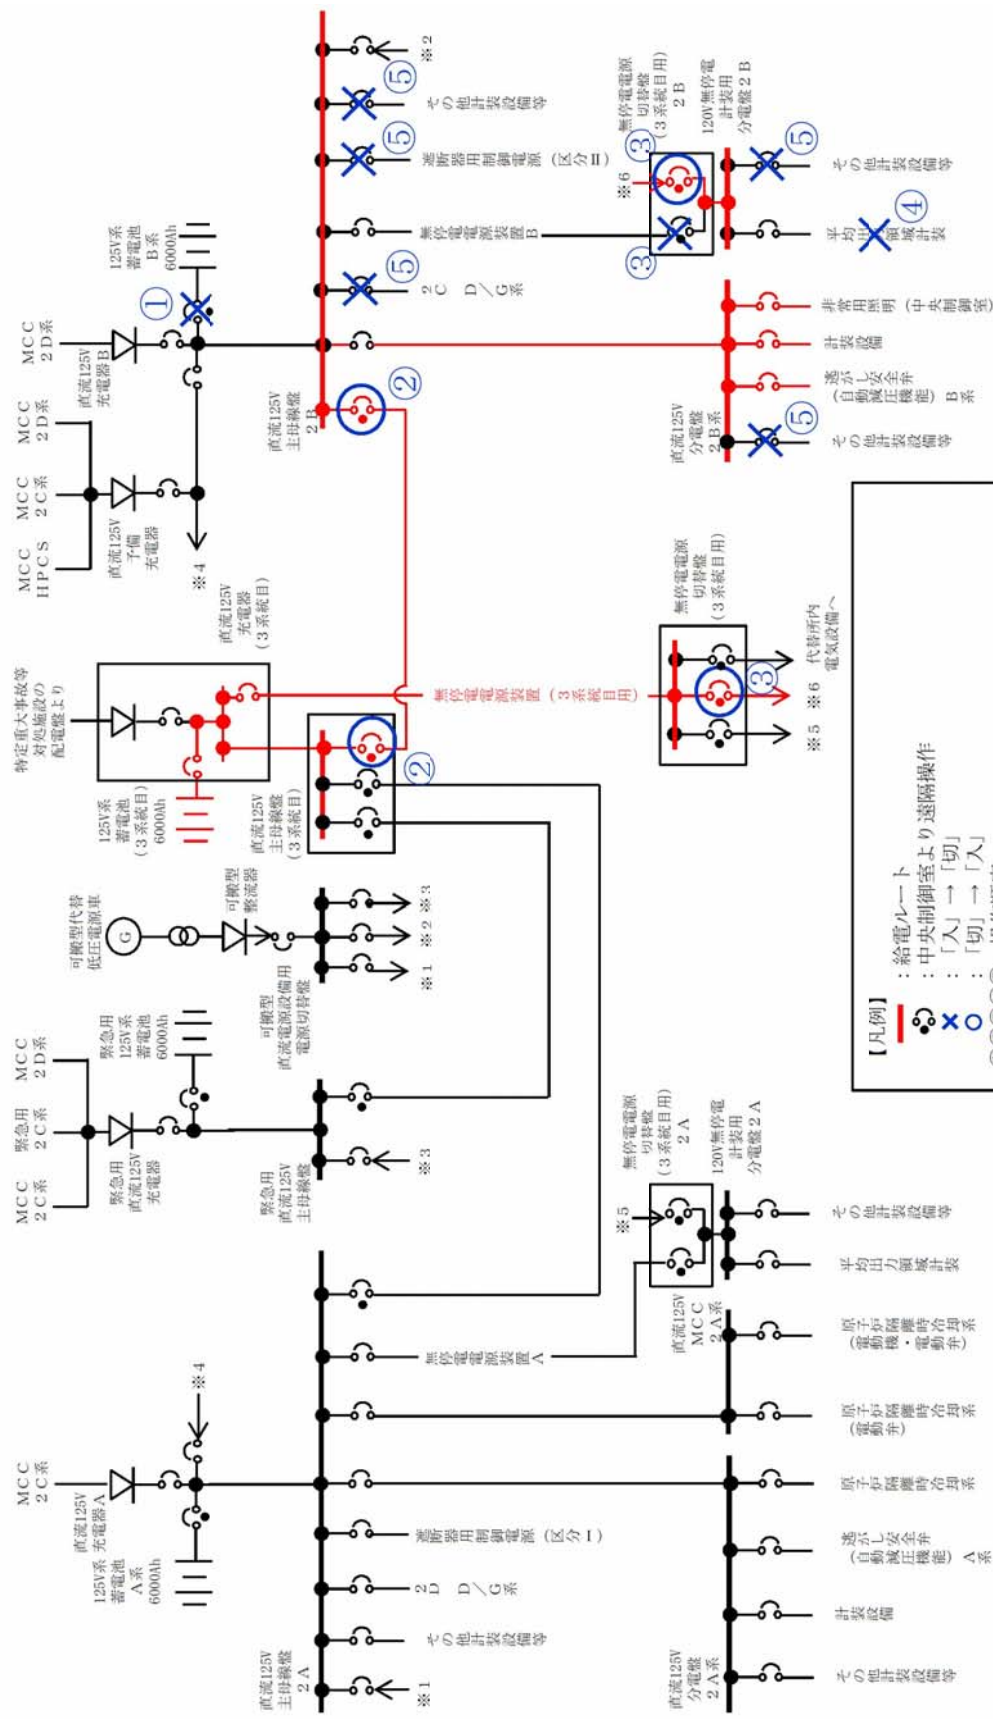 MCC
2C系
直流125V
充電器A
125V系
蓄電池
A系
6000Ah
※4
直流125V
主母線盤
2A
※1
その他計装設備等
2D D/G系
遮断器用制御電源(区分Ⅰ)
無停電電源装置A
直流125V
分電盤
2A系
その他計装設備等
計装設備
逃がし安全弁
(自動減圧機能)A系
原子炉隔離時冷却系
直流125V
MCC
2A系
原子炉隔離時冷却系
(電動弁)
原子炉隔離時冷却系
(電動機・電動弁)
無停電電源
切替盤
(3系統目用)
2A
※5
120V無停電
計装用
分電盤2A
平均出力領域計装
その他計装設備等
MCC
2C系
緊急用
2C系
MCC
2D系
緊急用
直流125V
充電器
緊急用
125V系
蓄電池
6000Ah
緊急用
直流125V
主母線盤
※3
可搬型代替
低圧電源車
G
可搬型
整流器
可搬型
直流電源設備用
電源切替盤
※1
※2
※3
特定重大事故等
対処施設の
配電盤より
125V系
蓄電池
(3系統目)
6000Ah
直流125V
充電器
(3系統目)
直流125V
主母線盤
(3系統目)
②
無停電電源装置(3系統目用)
無停電電源
切替盤
(3系統目用)
③
※5
※6
代替所内
電気設備へ
MCC
HPCS
MCC
2C系
MCC
2D系
直流125V
予備
充電器
※4
MCC
2D系
直流125V
充電器B
①
125V系
蓄電池
B系
6000Ah
直流125V
主母線盤
2B
②
2C D/G系
⑤
無停電電源装置B
遮断器用制御電源(区分Ⅱ)
⑤
その他計装設備等
⑤
※2
直流125V
分電盤
2B系
その他計装設備等
⑤
逃がし安全弁
(自動減圧機能)B系
計装設備
非常用照明(中央制御室)
無停電電源
切替盤
(3系統目用)
2B
※6
③
③
120V無停電
計装用
分電盤2B
平均出 領域計装
④
その他計装設備等
⑤
【凡例】
:給電ルート
:中央制御室より遠隔操作
:「入」→「切」
:「切」→「入」